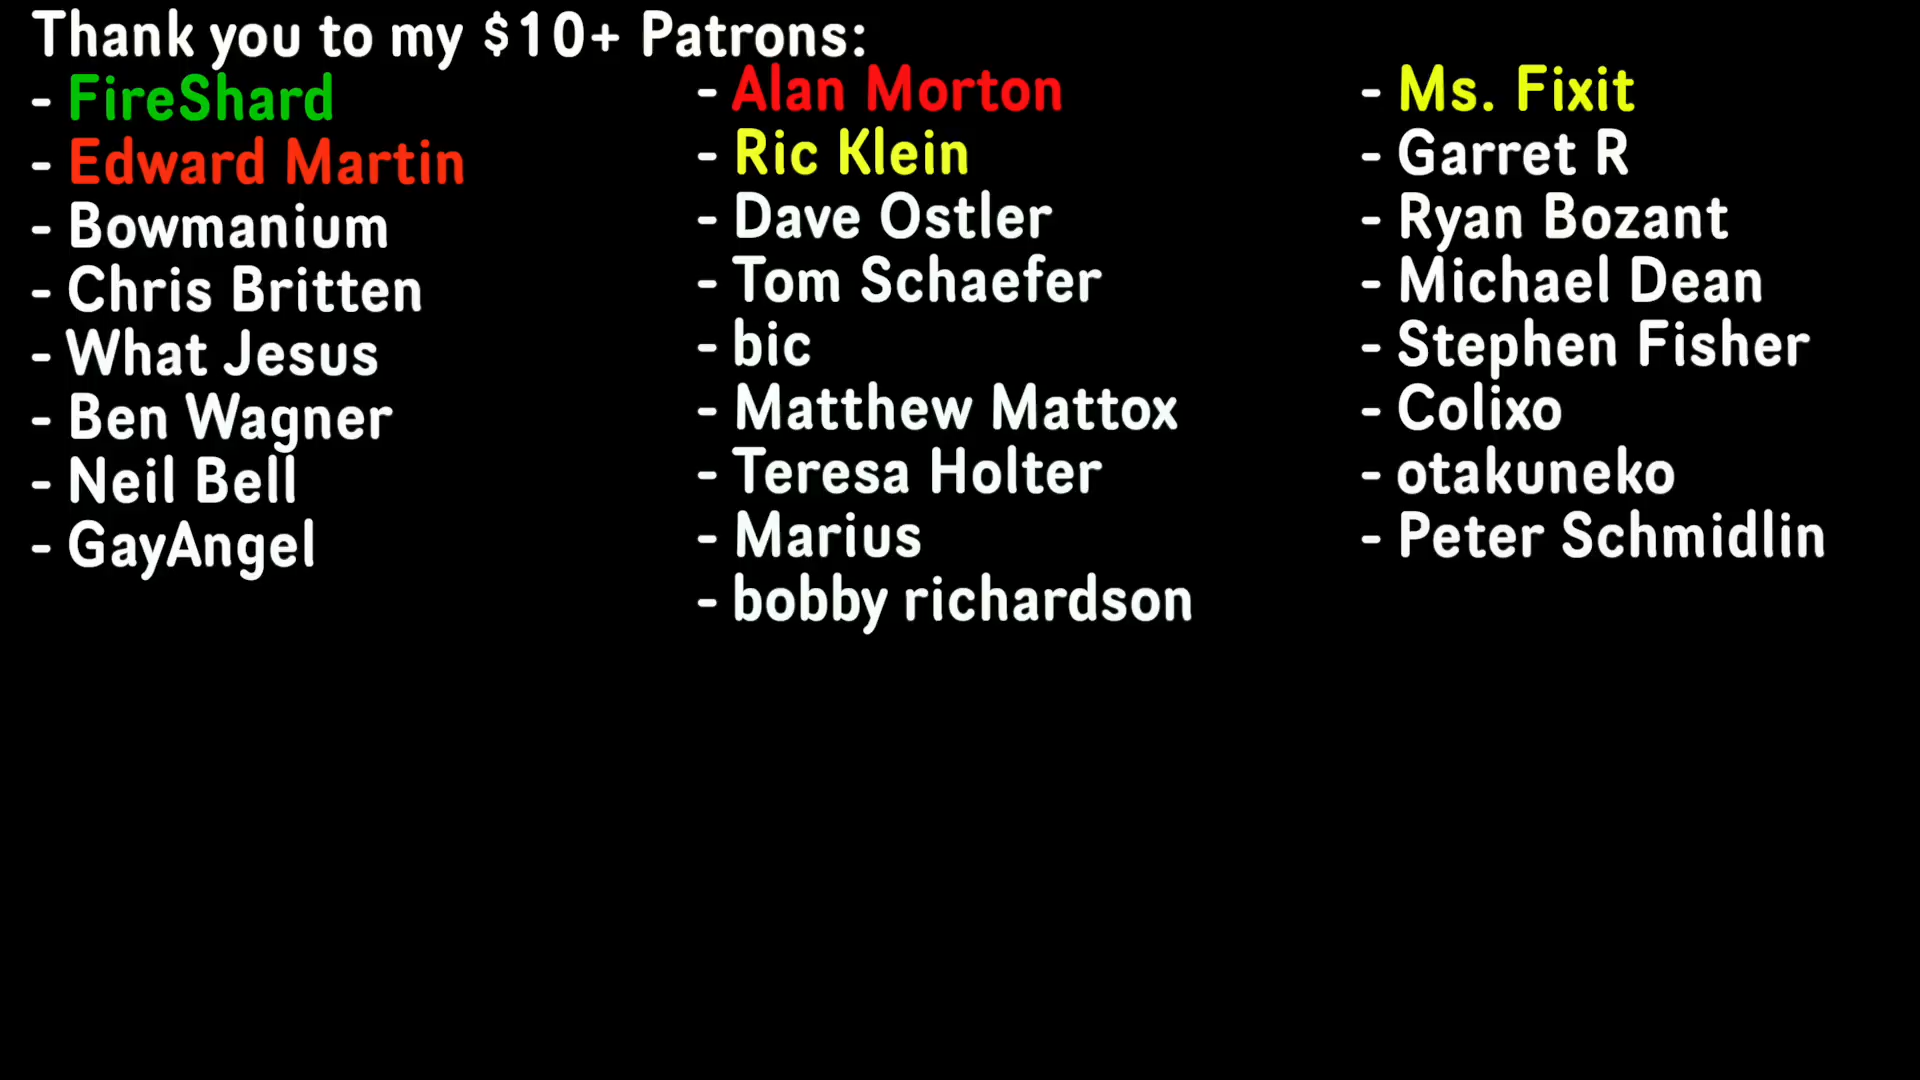 Thank you to my $10+ Patrons:
- FireShard
- Edward Martin
- Bowmanium
- Chris Britten
- What Jesus
- Ben Wagner
- Neil Bell
- GayAngel
- Alan Morton
- Ric Klein
- Dave Ostler
- Tom Schaefer
- bic
- Matthew Mattox
- Teresa Holter
- Marius
- bobby richardson
- Ms. Fixit
- Garret R
- Ryan Bozant
- Michael Dean
- Stephen Fisher
- Colixo
- otakuneko
- Peter Schmidlin